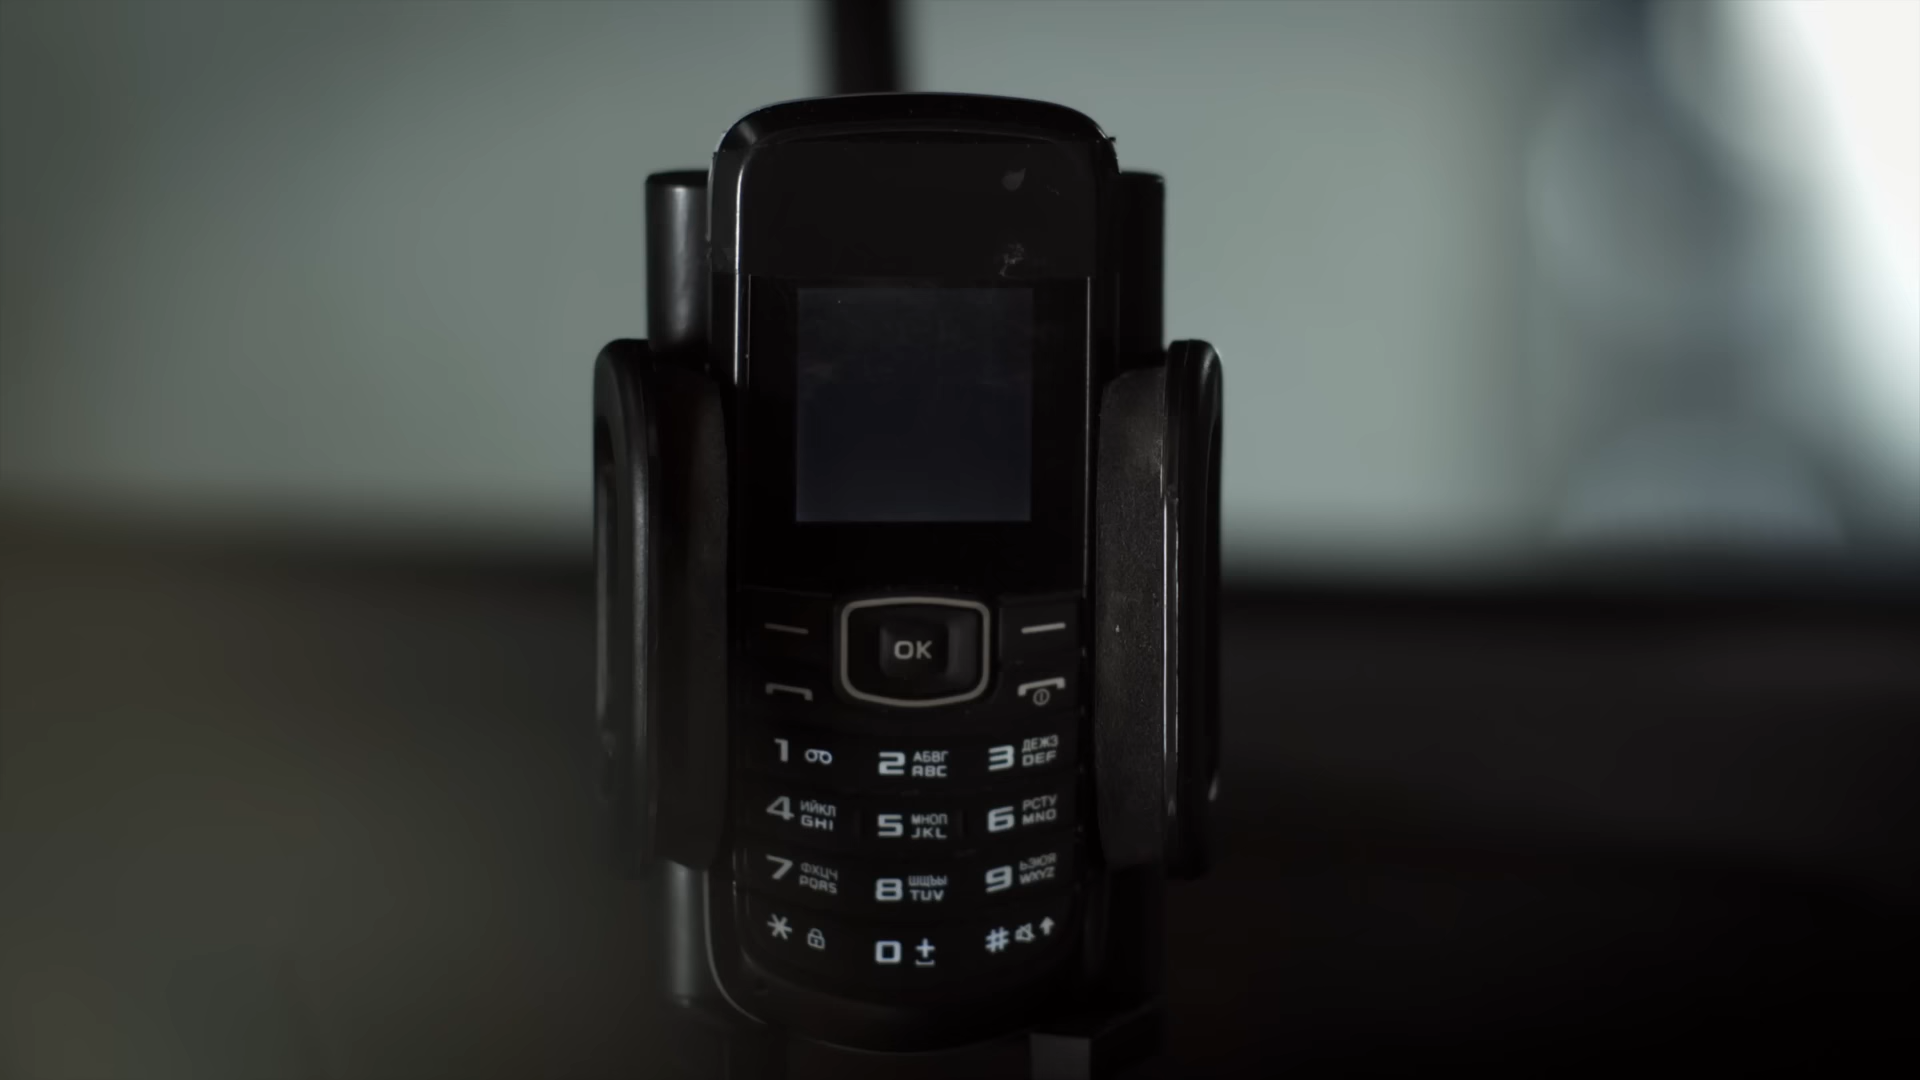 OK
1
2 АБВГ
ABC
3 ДЕЖЗ
DEF
4 ИЙКЛ
GHI
5 МНОП
JKL
6 РСТУ
MNO
7 ФХЦЧ
PQRS
8 ШЩЪЫ
TUV
9 ЬЭЮЯ
WXYZ
*
0 +
#